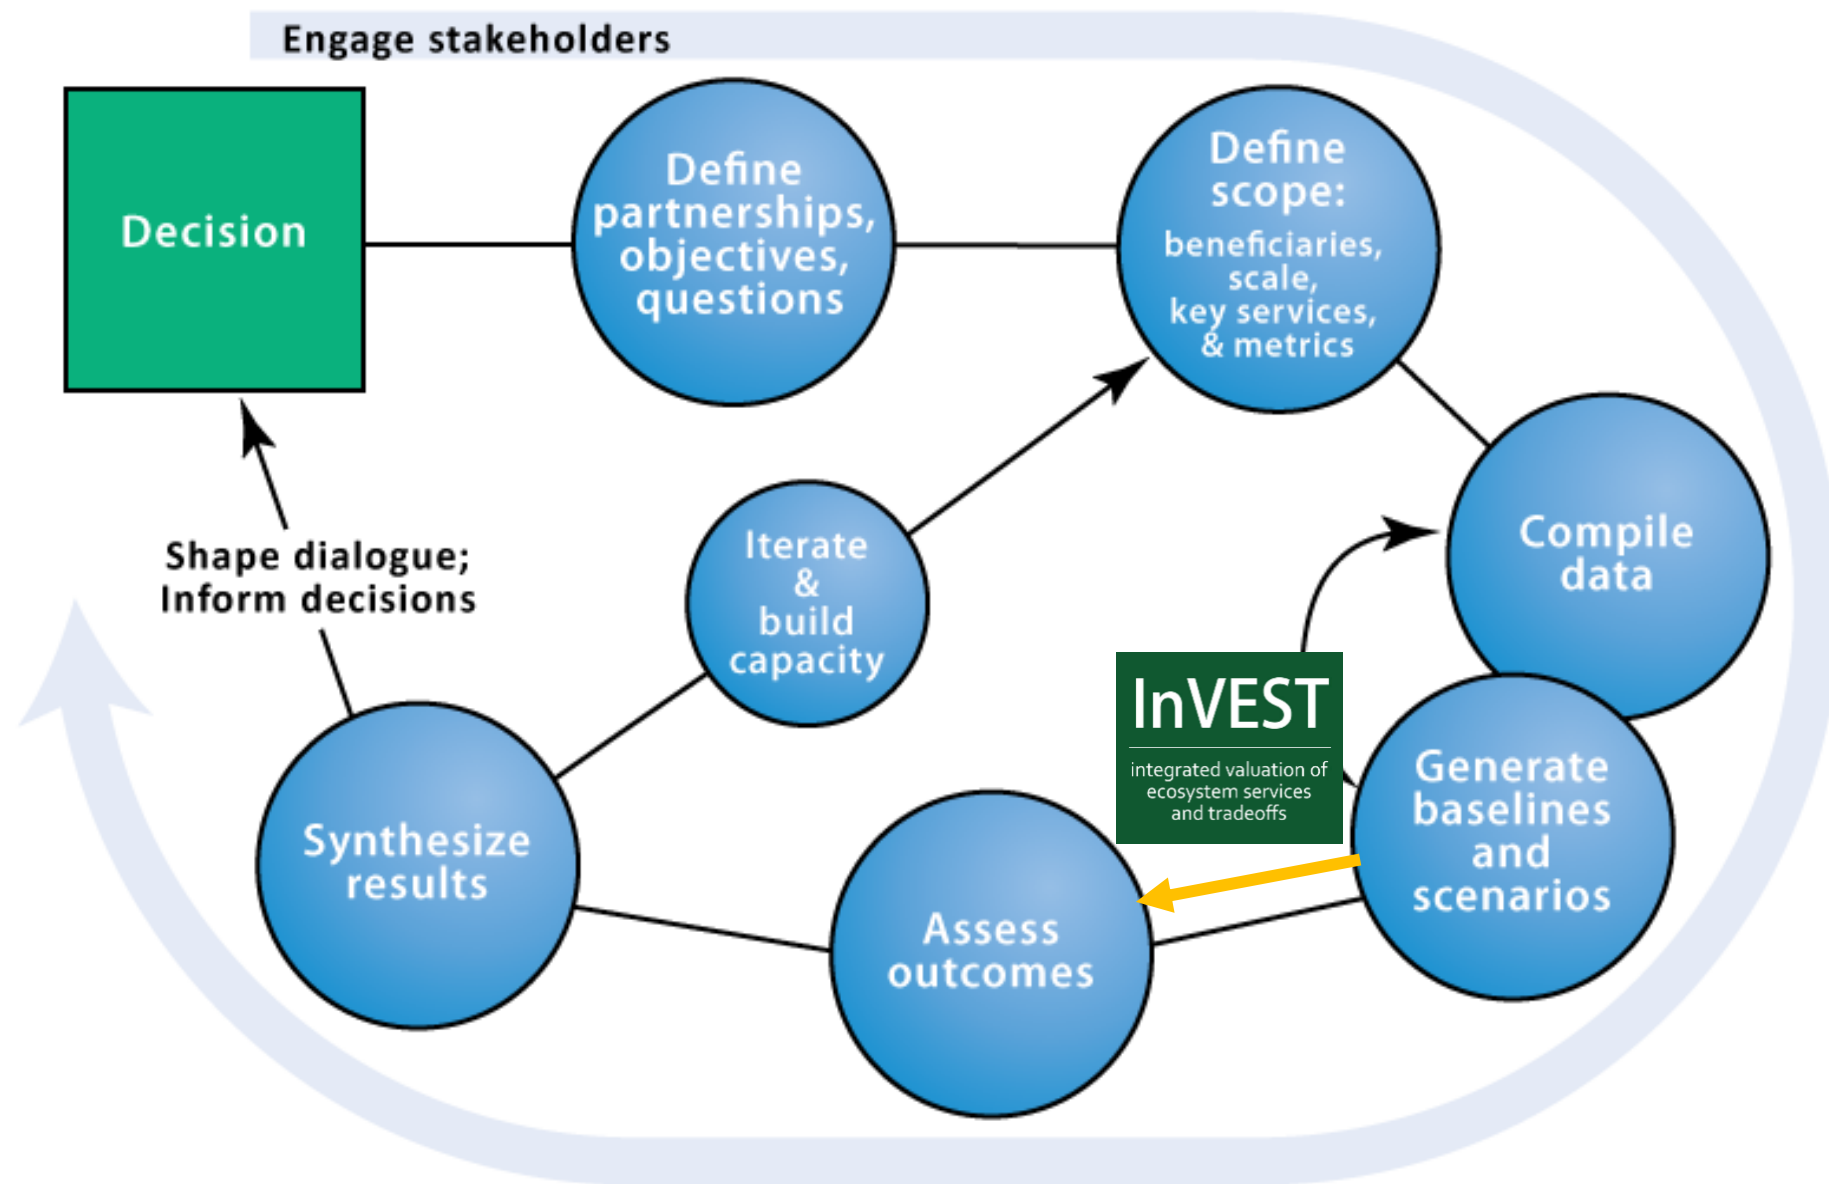 Engage stakeholders
Decision
Define
partnerships,
objectives,
questions
Define
scope:
beneficiaries,
scale,
key services,
& metrics
Compile
data
Generate
baselines
and
scenarios
InVEST
integrated valuation of
ecosystem services
and tradeoffs
Assess
outcomes
Synthesize
results
Iterate
&
build
capacity
Shape dialogue;
Inform decisions